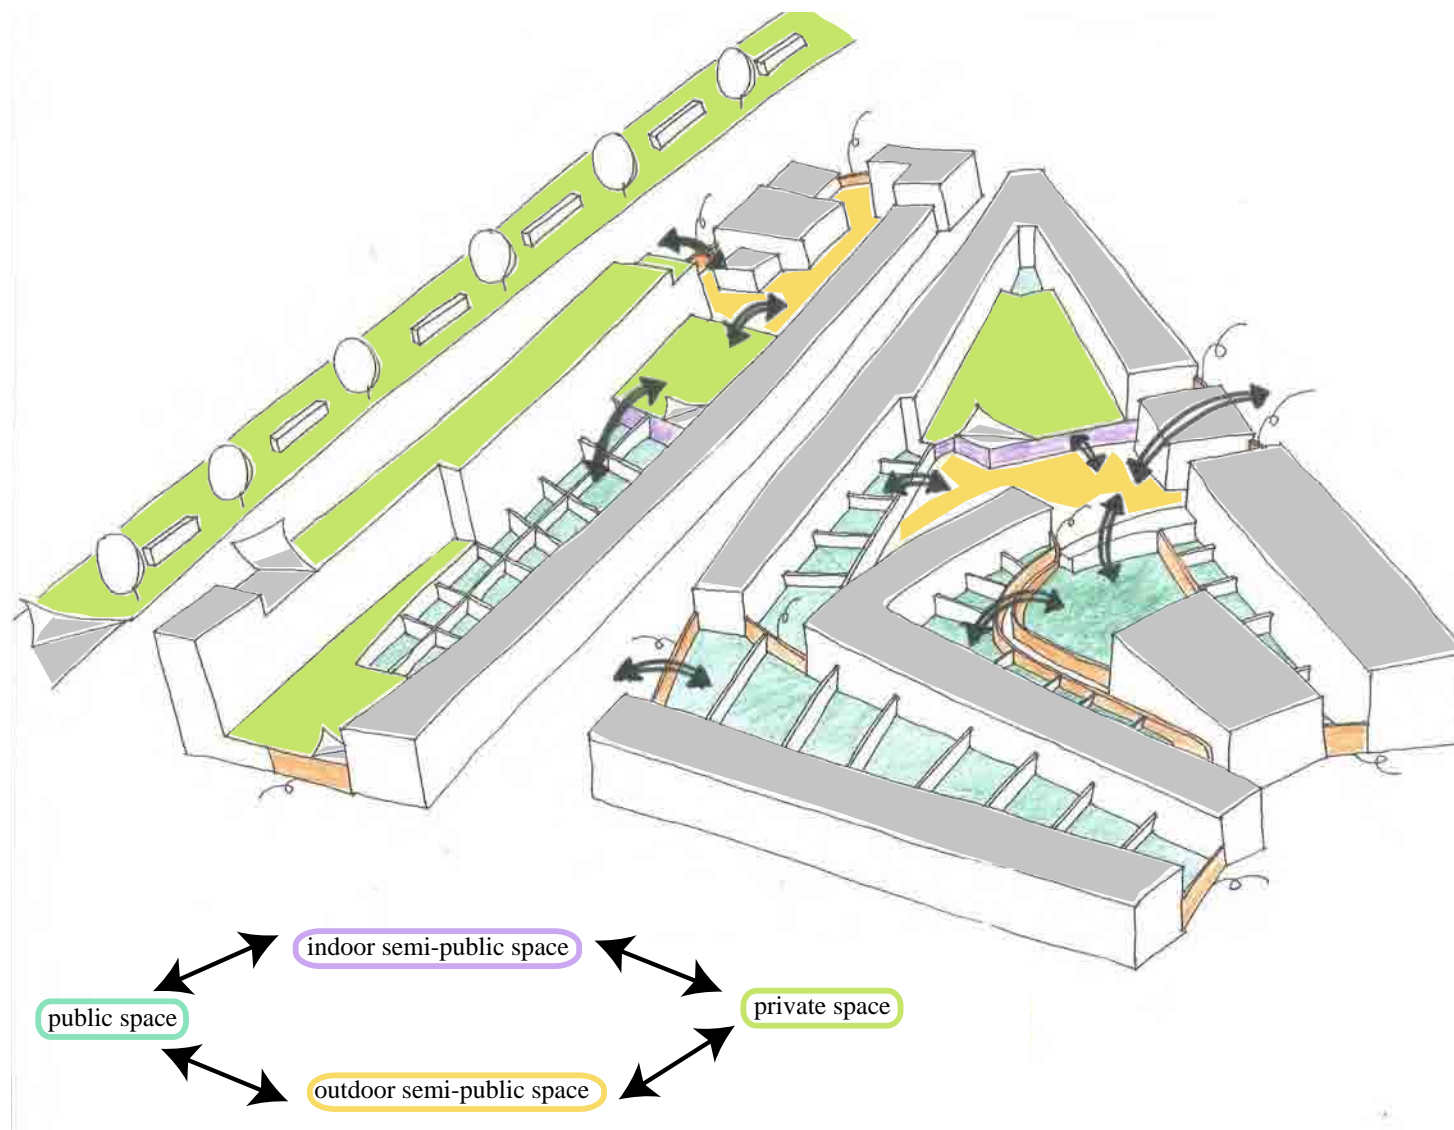 indoor semi-public space
public space
private space
outdoor semi-public space